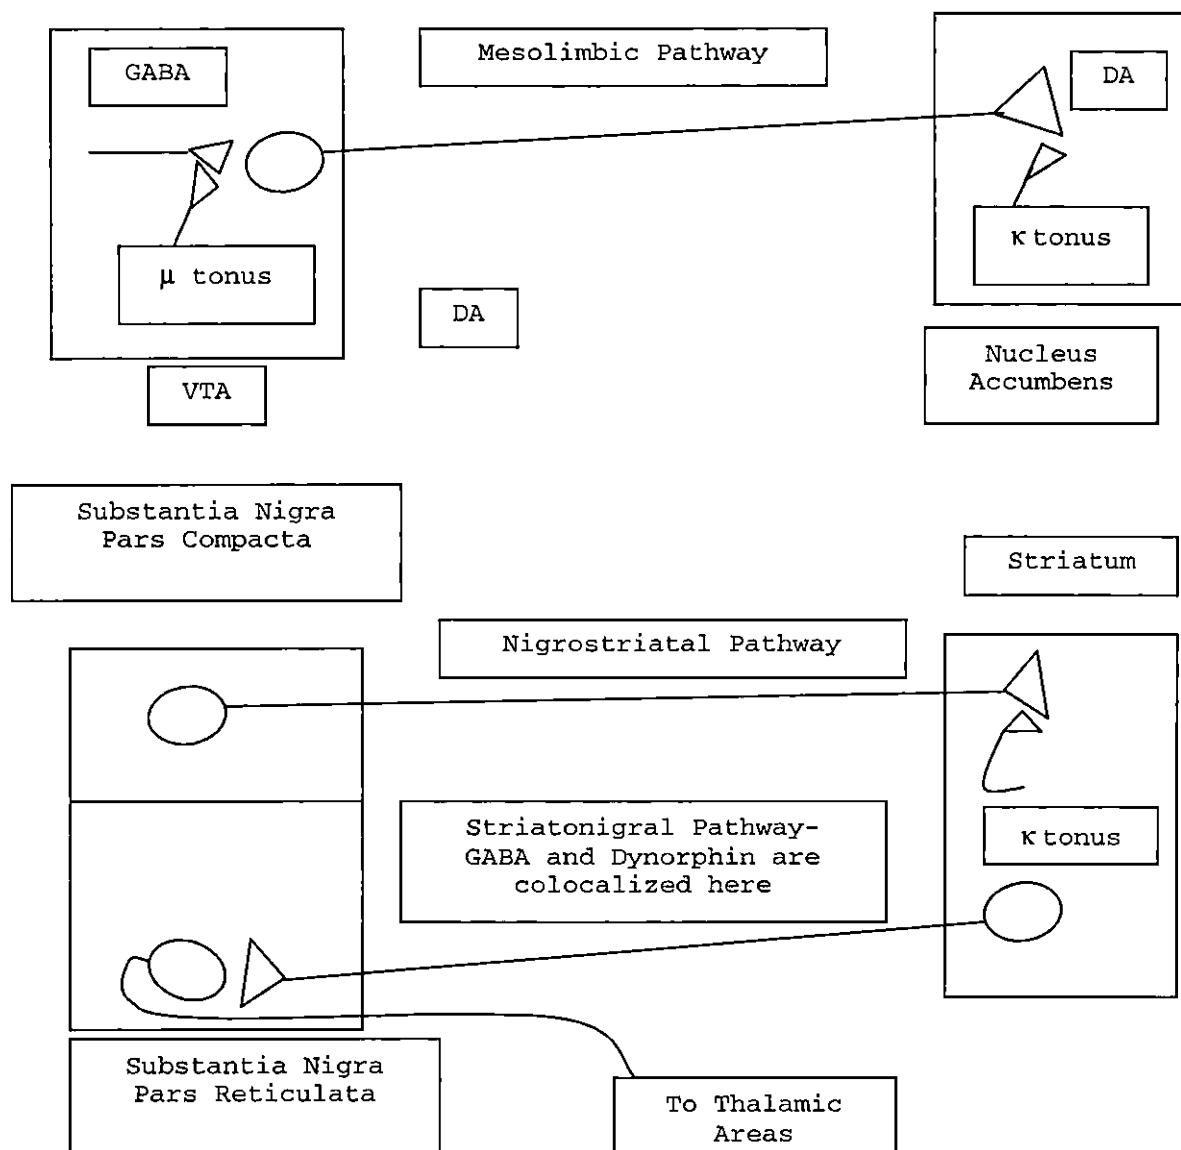 GABA
Mesolimbic Pathway
DA
μ tonus
κ tonus
DA
VTA
Nucleus
Accumbens
Substantia Nigra
Pars Compacta
Striatum
Nigrostriatal Pathway
Striatonigral Pathway-
GABA and Dynorphin are
colocalized here
κ tonus
Substantia Nigra
Pars Reticulata
To Thalamic
Areas